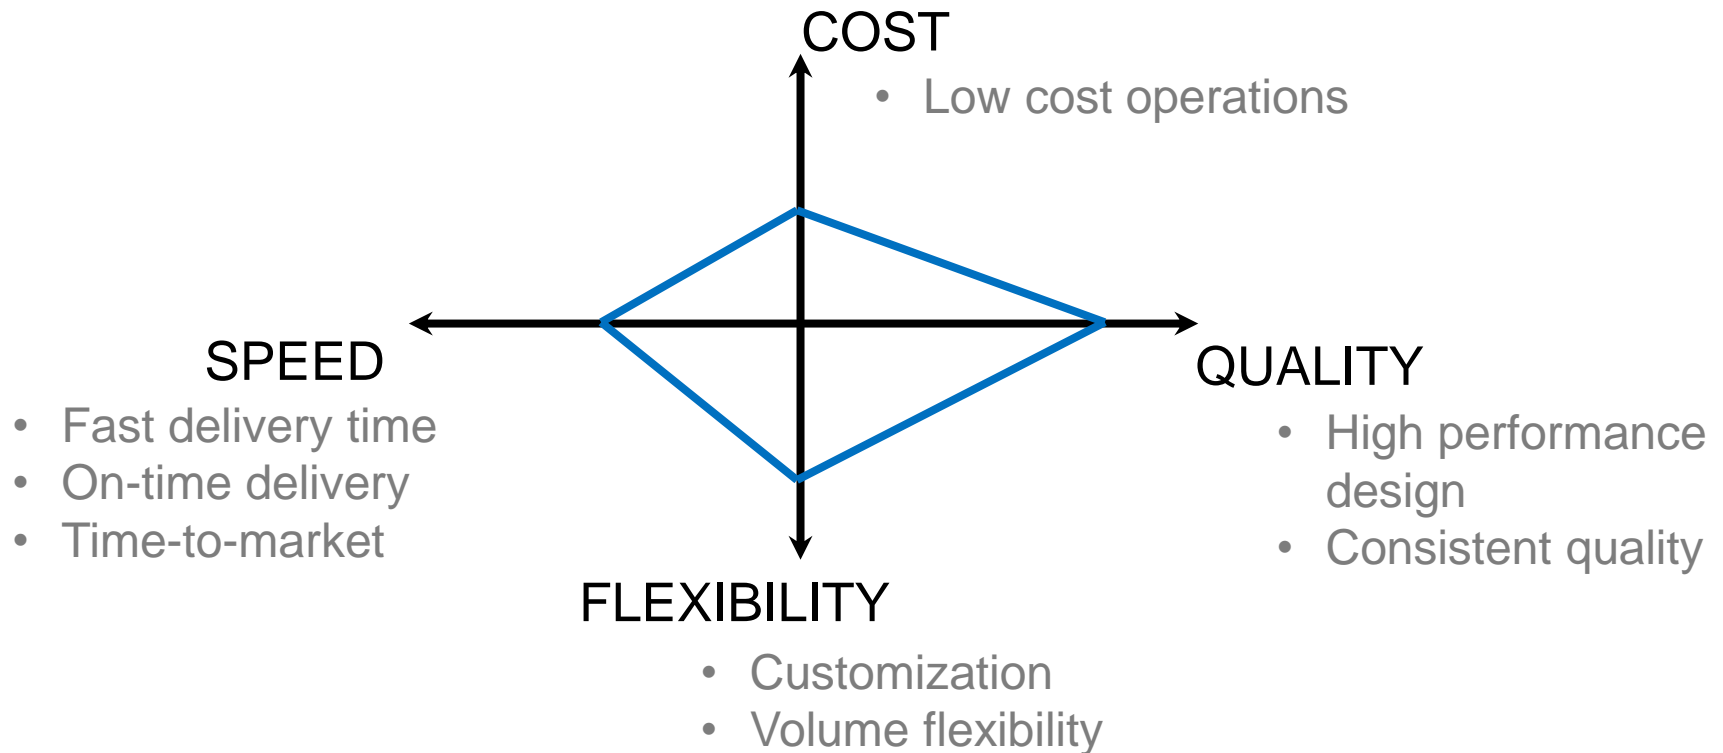 COST
• Low cost operations
SPEED
• Fast delivery time
• On-time delivery
• Time-to-market
QUALITY
• High performance
design
• Consistent quality
FLEXIBILITY
• Customization
• Volume flexibility